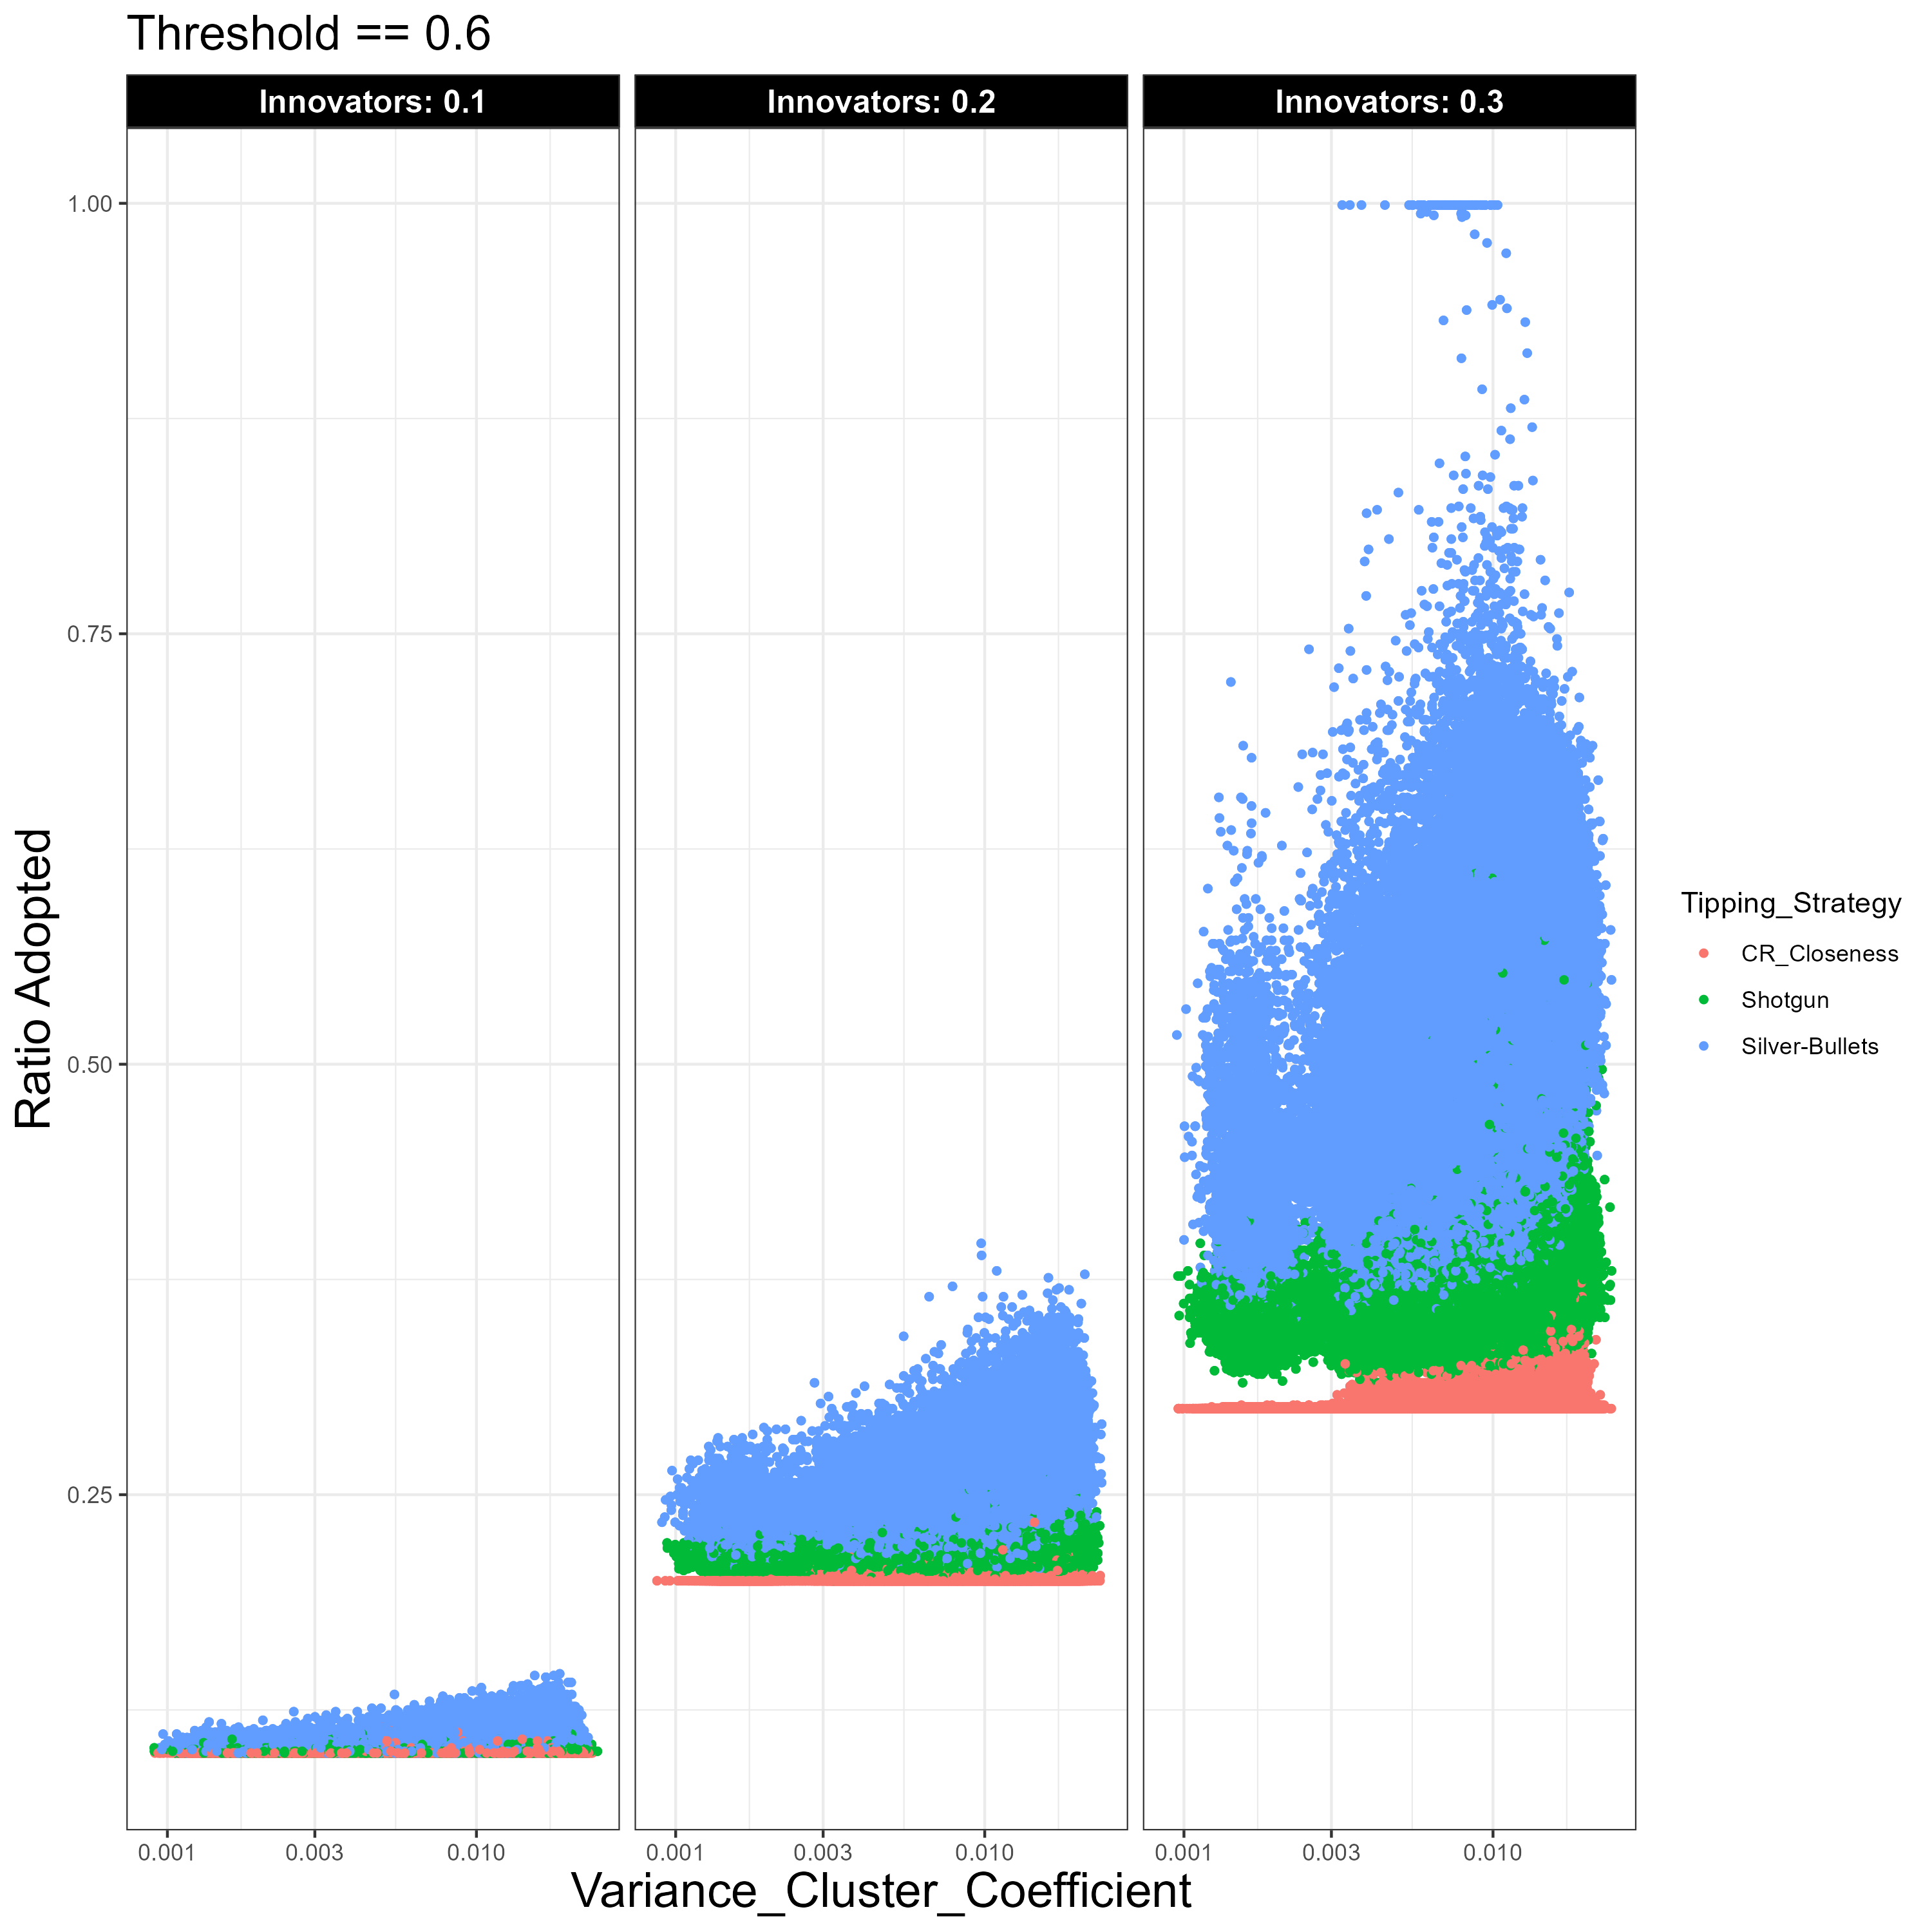 Threshold == 0.6
Innovators: 0.1
Innovators: 0.2
Innovators: 0.3
1.00
0.75
0.50
0.25
Ratio Adopted
0.001
0.003
0.010
0.001
0.003
0.010
0.001
0.003
0.010
Variance_Cluster_Coefficient
Tipping_Strategy
CR_Closeness
Shotgun
Silver-Bullets